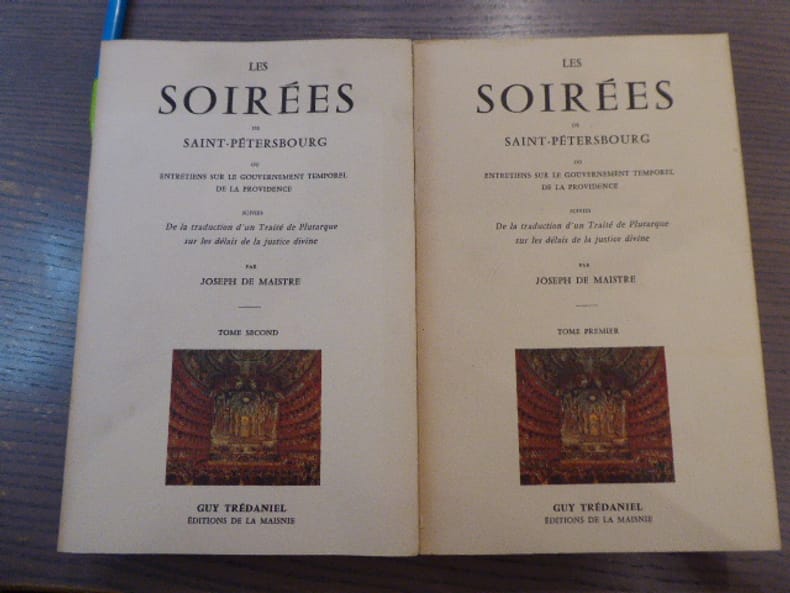 LES
SOIRÉES
DE
SAINT-PÉTERSBOURG
OU
ENTRETIENS SUR LE GOUVERNEMENT TEMPOREL
DE LA PROVIDENCE
SUIVIES
De la traduction d'un Traité de Plutarque
sur les délais de la justice divine
PAR
JOSEPH DE MAISTRE
TOME SECOND
GUY TRÉDANIEL
ÉDITIONS DE LA MAISNIE
LES
SOIRÉES
DE
SAINT-PÉTERSBOURG
OU
ENTRETIENS SUR LE GOUVERNEMENT TEMPOREL
DE LA PROVIDENCE
SUIVIES
De la traduction d'un Traité de Plutarque
sur les délais de la justice divine
PAR
JOSEPH DE MAISTRE
TOME PREMIER
GUY TRÉDANIEL
ÉDITIONS DE LA MAISNIE